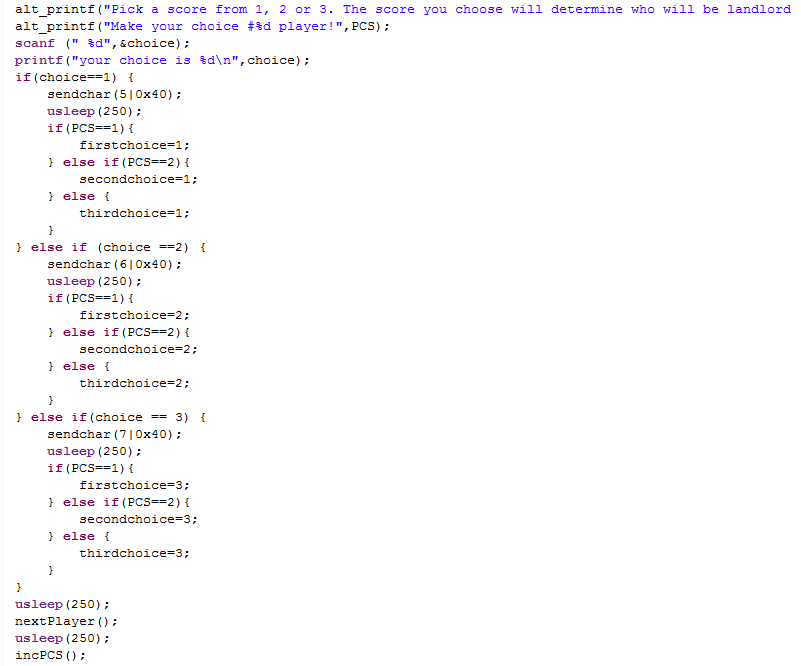 alt_printf("Pick a score from 1, 2 or 3. The score you choose will determine who will be landlord
alt_printf("Make your choice #%d player!",PCS);
scanf (" %d",&choice);
printf("your choice is %d\n",choice);
if(choice==1) {
    sendchar(5|0x40);
    usleep(250);
    if(PCS==1){
        firstchoice=1;
    } else if(PCS==2){
        secondchoice=1;
    } else {
        thirdchoice=1;
    }
} else if (choice ==2) {
    sendchar(6|0x40);
    usleep(250);
    if(PCS==1){
        firstchoice=2;
    } else if(PCS==2){
        secondchoice=2;
    } else {
        thirdchoice=2;
    }
} else if(choice == 3) {
    sendchar(7|0x40);
    usleep(250);
    if(PCS==1){
        firstchoice=3;
    } else if(PCS==2){
        secondchoice=3;
    } else {
        thirdchoice=3;
    }
}
usleep(250);
nextPlayer();
usleep(250);
incPCS();